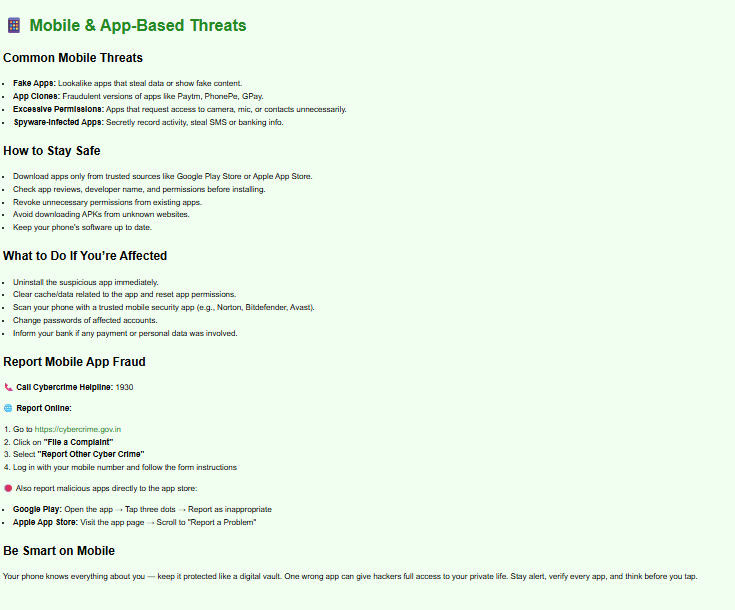 Mobile & App-Based Threats
Common Mobile Threats
• Fake Apps: Lookalike apps that steal data or show fake content.
• App Clones: Fraudulent versions of apps like Paytm, PhonePe, GPay.
• Excessive Permissions: Apps that request access to camera, mic, or contacts unnecessarily.
• Spyware-Infected Apps: Secretly record activity, steal SMS or banking info.
How to Stay Safe
• Download apps only from trusted sources like Google Play Store or Apple App Store.
• Check app reviews, developer name, and permissions before installing.
• Revoke unnecessary permissions from existing apps.
• Avoid downloading APKs from unknown websites.
• Keep your phone's software up to date.
What to Do If You're Affected
• Uninstall the suspicious app immediately.
• Clear cache/data related to the app and reset app permissions.
• Scan your phone with a trusted mobile security app (e.g., Norton, Bitdefender, Avast).
• Change passwords of affected accounts.
• Inform your bank if any payment or personal data was involved.
Report Mobile App Fraud
📞 Call Cybercrime Helpline: 1930
🌐 Report Online:
1. Go to https://cybercrime.gov.in
2. Click on "File a Complaint"
3. Select "Report Other Cyber Crime"
4. Log in with your mobile number and follow the form instructions
🔴 Also report malicious apps directly to the app store:
• Google Play: Open the app → Tap three dots → Report as inappropriate
• Apple App Store: Visit the app page → Scroll to "Report a Problem"
Be Smart on Mobile
Your phone knows everything about you — keep it protected like a digital vault. One wrong app can give hackers full access to your private life. Stay alert, verify every app, and think before you tap.